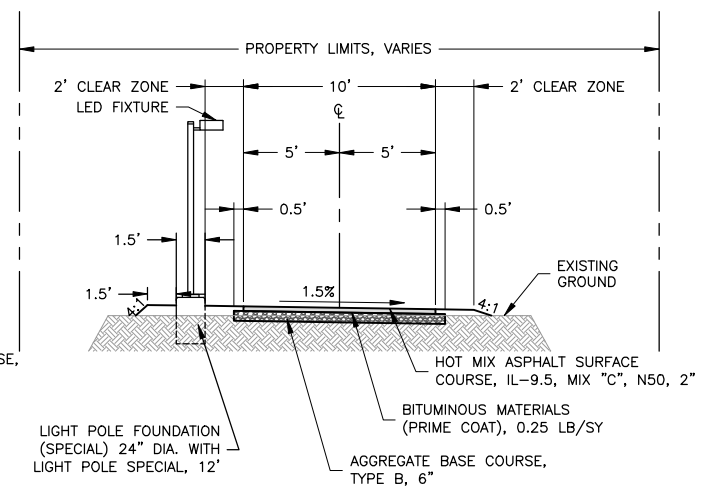 PROPERTY LIMITS, VARIES
2' CLEAR ZONE
10'
2' CLEAR ZONE
LED FIXTURE
℄
5'
5'
0.5'
0.5'
1.5'
1.5'
1.5%
EXISTING
GROUND
4:1
4:1
SE,
HOT MIX ASPHALT SURFACE
COURSE, IL-9.5, MIX "C", N50, 2"
BITUMINOUS MATERIALS
(PRIME COAT), 0.25 LB/SY
LIGHT POLE FOUNDATION
(SPECIAL) 24" DIA. WITH
LIGHT POLE SPECIAL, 12'
AGGREGATE BASE COURSE,
TYPE B, 6"